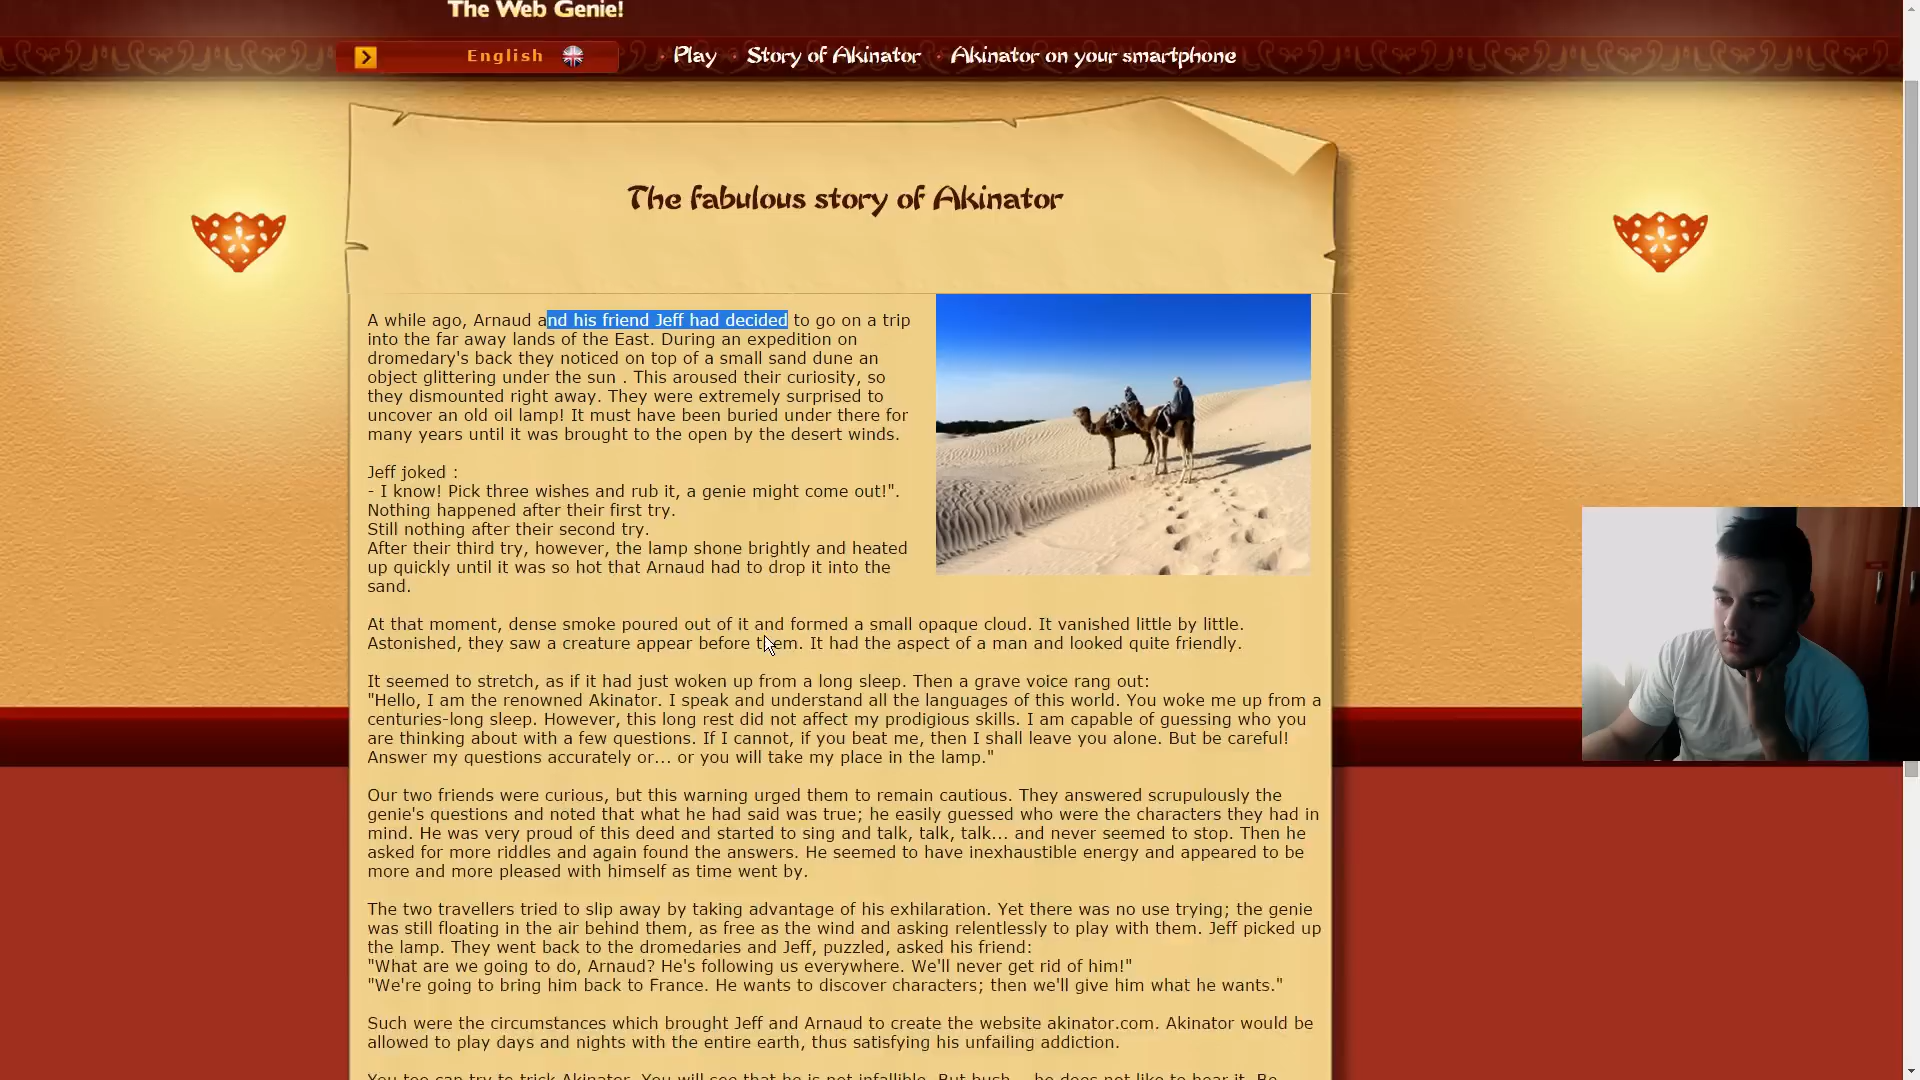 The Web Genie!
English
· Play · Story of Akinator · Akinator on your smartphone
The fabulous story of Akinator
A while ago, Arnaud and his friend Jeff had decided to go on a trip
into the far away lands of the East. During an expedition on
dromedary's back they noticed on top of a small sand dune an
object glittering under the sun . This aroused their curiosity, so
they dismounted right away. They were extremely surprised to
uncover an old oil lamp! It must have been buried under there for
many years until it was brought to the open by the desert winds.
Jeff joked :
- I know! Pick three wishes and rub it, a genie might come out!".
Nothing happened after their first try.
Still nothing after their second try.
After their third try, however, the lamp shone brightly and heated
up quickly until it was so hot that Arnaud had to drop it into the
sand.
At that moment, dense smoke poured out of it and formed a small opaque cloud. It vanished little by little.
Astonished, they saw a creature appear before them. It had the aspect of a man and looked quite friendly.
It seemed to stretch, as if it had just woken up from a long sleep. Then a grave voice rang out:
"Hello, I am the renowned Akinator. I speak and understand all the languages of this world. You woke me up from a
centuries-long sleep. However, this long rest did not affect my prodigious skills. I am capable of guessing who you
are thinking about with a few questions. If I cannot, if you beat me, then I shall leave you alone. But be careful!
Answer my questions accurately or... or you will take my place in the lamp."
Our two friends were curious, but this warning urged them to remain cautious. They answered scrupulously the
genie's questions and noted that what he had said was true; he easily guessed who were the characters they had in
mind. He was very proud of this deed and started to sing and talk, talk, talk... and never seemed to stop. Then he
asked for more riddles and again found the answers. He seemed to have inexhaustible energy and appeared to be
more and more pleased with himself as time went by.
The two travellers tried to slip away by taking advantage of his exhilaration. Yet there was no use trying; the genie
was still floating in the air behind them, as free as the wind and asking relentlessly to play with them. Jeff picked up
the lamp. They went back to the dromedaries and Jeff, puzzled, asked his friend:
"What are we going to do, Arnaud? He's following us everywhere. We'll never get rid of him!"
"We're going to bring him back to France. He wants to discover characters; then we'll give him what he wants."
Such were the circumstances which brought Jeff and Arnaud to create the website akinator.com. Akinator would be
allowed to play days and nights with the entire earth, thus satisfying his unfailing addiction.
You too can try to trick Akinator. You will see that he is not infallible. But hush... he does not like to hear it. Be